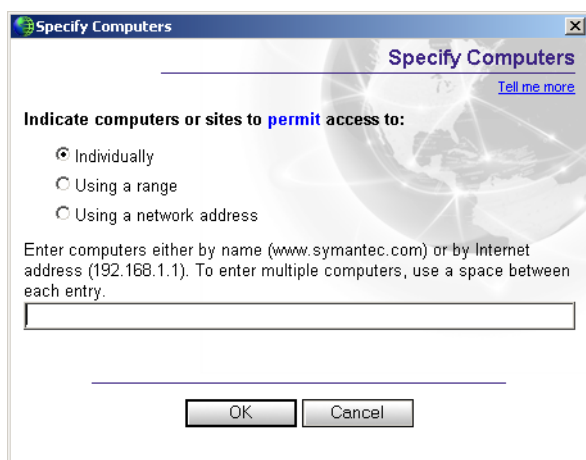 Specify Computers
Specify Computers
Tell me more
Indicate computers or sites to permit access to:
Individually
Using a range
Using a network address
Enter computers either by name (www.symantec.com) or by Internet
address (192.168.1.1). To enter multiple computers, use a space between
each entry.
OK
Cancel